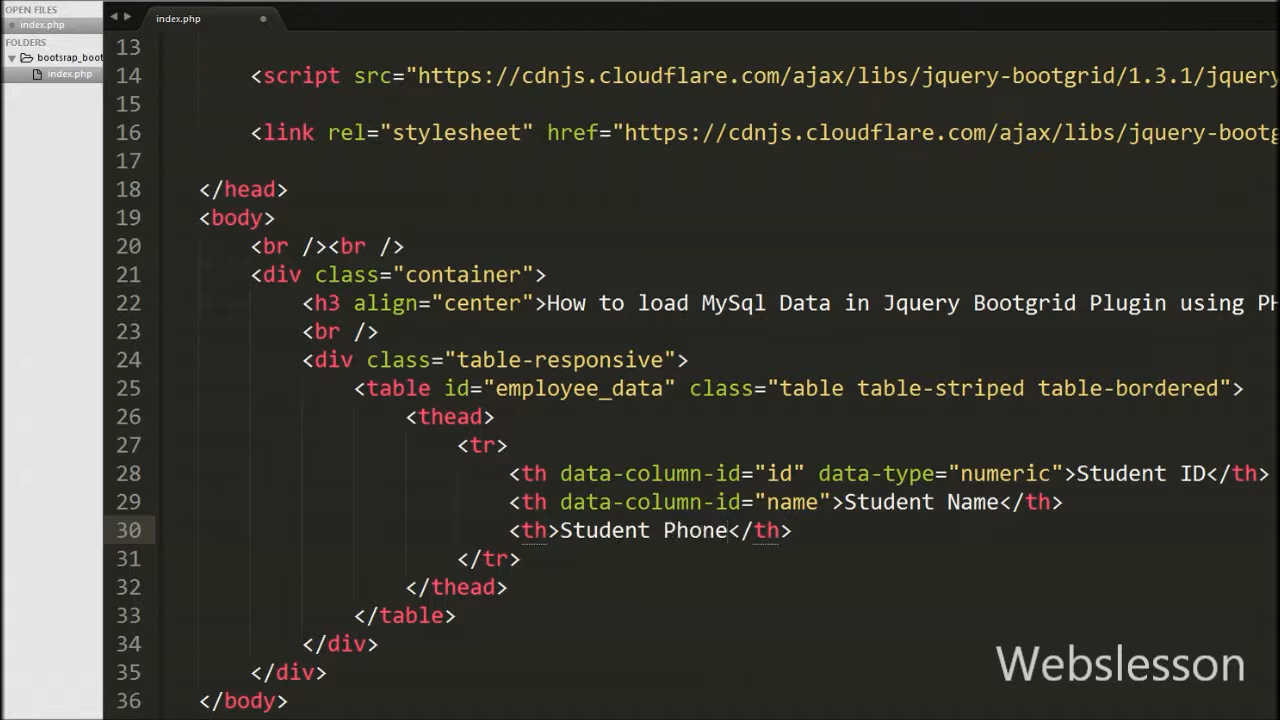 OPEN FILES
index.php
FOLDERS
bootsrap_boot
index.php
index.php
13
14 <script src="https://cdnjs.cloudflare.com/ajax/libs/jquery-bootgrid/1.3.1/jquery
15
16 <link rel="stylesheet" href="https://cdnjs.cloudflare.com/ajax/libs/jquery-bootg
17
18 </head>
19 <body>
20 <br /><br />
21 <div class="container">
22 <h3 align="center">How to load MySql Data in Jquery Bootgrid Plugin using PH
23 <br />
24 <div class="table-responsive">
25 <table id="employee_data" class="table table-striped table-bordered">
26 <thead>
27 <tr>
28 <th data-column-id="id" data-type="numeric">Student ID</th>
29 <th data-column-id="name">Student Name</th>
30 <th>Student Phone</th>
31 </tr>
32 </thead>
33 </table>
34 </div>
35 </div>
36 </body>
Webslesson